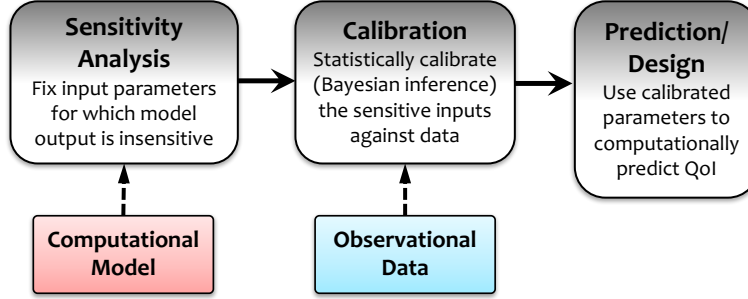 Sensitivity
Analysis
Fix input parameters
for which model
output is insensitive
Calibration
Statistically calibrate
(Bayesian inference)
the sensitive inputs
against data
Prediction/
Design
Use calibrated
parameters to
computationally
predict QoI
Computational
Model
Observational
Data